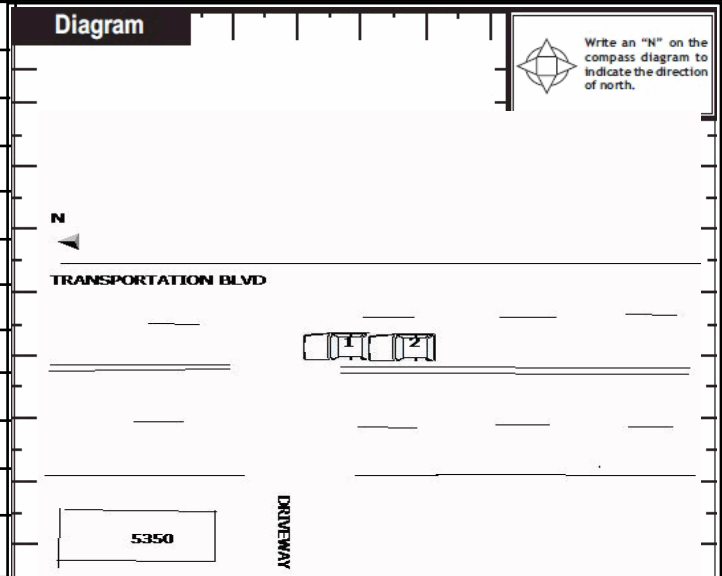 Diagram
Write an “N” on the
compass diagram to
indicate the direction
of north.
N
TRANSPORTATION BLVD
1 2
DRIVEWAY
5350